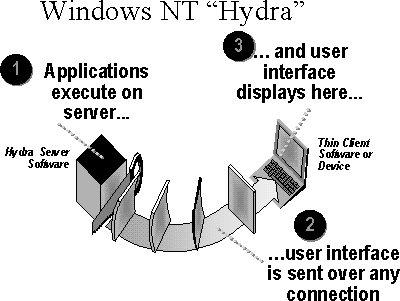 Windows NT “Hydra”
1
Applications
execute on
server...
Hydra Server
Software
3
... and user
interface
displays here...
Thin Client
Software or
Device
2
...user interface
is sent over any
connection